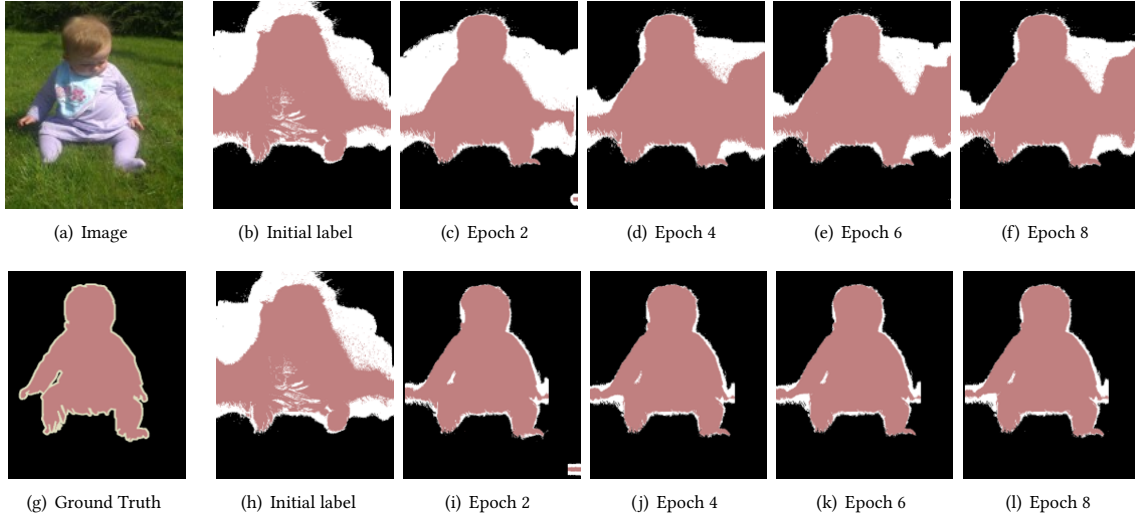 (a) Image
(b) Initial label
(c) Epoch 2
(d) Epoch 4
(e) Epoch 6
(f) Epoch 8
(g) Ground Truth
(h) Initial label
(i) Epoch 2
(j) Epoch 4
(k) Epoch 6
(l) Epoch 8